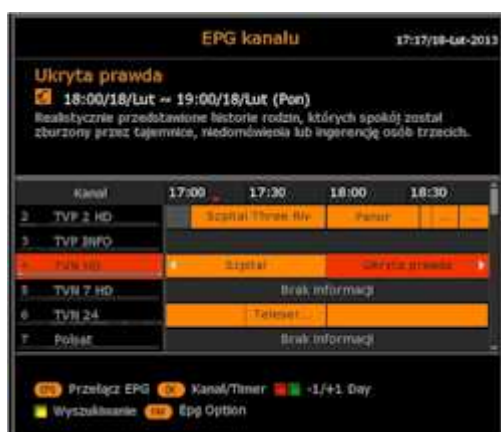 EPG kanalu
17:17/18-Lut-2013
Ukryta prawda
18:00/18/Lut ~ 19:00/18/Lut (Pon)
Realistycznie przedstawione historie rodzin, których spokój został
zburzony przez tajemnice, niedomówienia lub ingerencję osób trzecich.
Kanał 17:00 17:30 18:00 18:30
2 TVP 2 HD Szpital Three Riv Panor ... ...
3 TVP INFO
4 TVN HD Szpital Ukryta prawda
5 TVN 7 HD Brak informacji
6 TVN 24 Teleser...
7 Polsat Brak informacji
EPG Przełącz EPG OK Kanał/Timer -1/+1 Day
Wyszukiwanie Epg Option